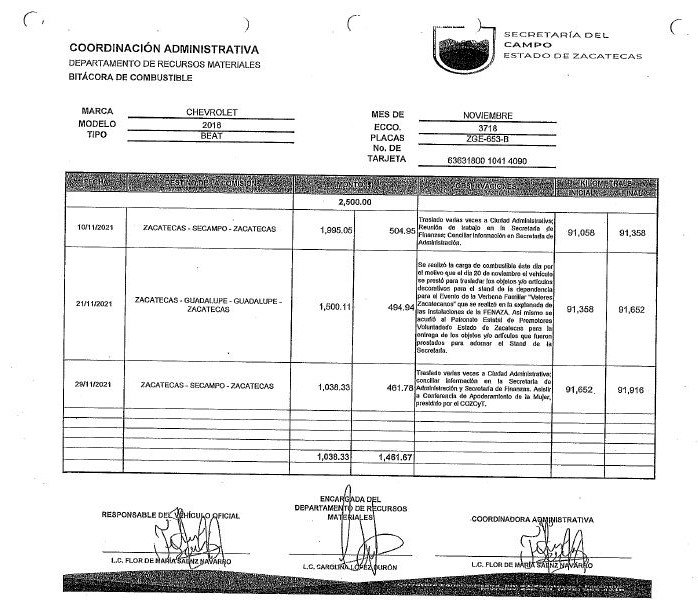 COORDINACIÓN ADMINISTRATIVA
DEPARTAMENTO DE RECURSOS MATERIALES
BITÁCORA DE COMBUSTIBLE
SECRETARÍA DEL
CAMPO
ESTADO DE ZACATECAS
MARCA CHEVROLET
MODELO 2018
TIPO BEAT
MES DE NOVIEMBRE
ECCO. 3718
PLACAS ZGE-653-B
No. DE
TARJETA 63631800 1041 4090
FECHA DESTINO DE LA COMISIÓN MONTO OBSERVACIONES KILOMETRAJE
INICIAL FINAL
2,500.00
10/11/2021 ZACATECAS - SECAMPO - ZACATECAS 1,995.05 504.95
Traslado varias veces a Ciudad Administrativa;
Reunión de trabajo en la Secretaría de
Finanzas; Conciliar información en Secretaría de
Administración.
91,058 91,358
21/11/2021 ZACATECAS - GUADALUPE - GUADALUPE -
ZACATECAS
1,500.11 494.94
Se realizó la carga de combustible éste día por
el motivo que el día 20 de noviembre el vehículo
se prestó para trasladar los objetos y/o artículos
decorativos para el stand de la dependencia
para el Evento de la Verbena Familiar "Valores
Zacatecanos" que se realizó en la explanada de
las instalaciones de la FENAZA. Así mismo se
acudió al Patronato Estatal de Promotores
Voluntariado Estado de Zacatecas para la
entrega de los objetos y/o artículos que fueron
prestados para adornar el Stand de la
Secretaría.
91,358 91,652
29/11/2021 ZACATECAS - SECAMPO - ZACATECAS 1,038.33 461.78
Traslado varias veces a Ciudad Administrativa;
conciliar información en la Secretaría de
Administración y Secretaría de Finanzas. Asistir
a Conferencia de Apoderamiento de la Mujer,
presidido por el COZCyT.
91,652 91,916
1,038.33 1,461.67
RESPONSABLE DEL VEHÍCULO OFICIAL
L.C. FLOR DE MARÍA SAENZ NAVARRO
ENCARGADA DEL
DEPARTAMENTO DE RECURSOS
MATERIALES
L.C. CAROLINA LÓPEZ DURÓN
COORDINADORA ADMINISTRATIVA
L.C. FLOR DE MARÍA SAENZ NAVARRO